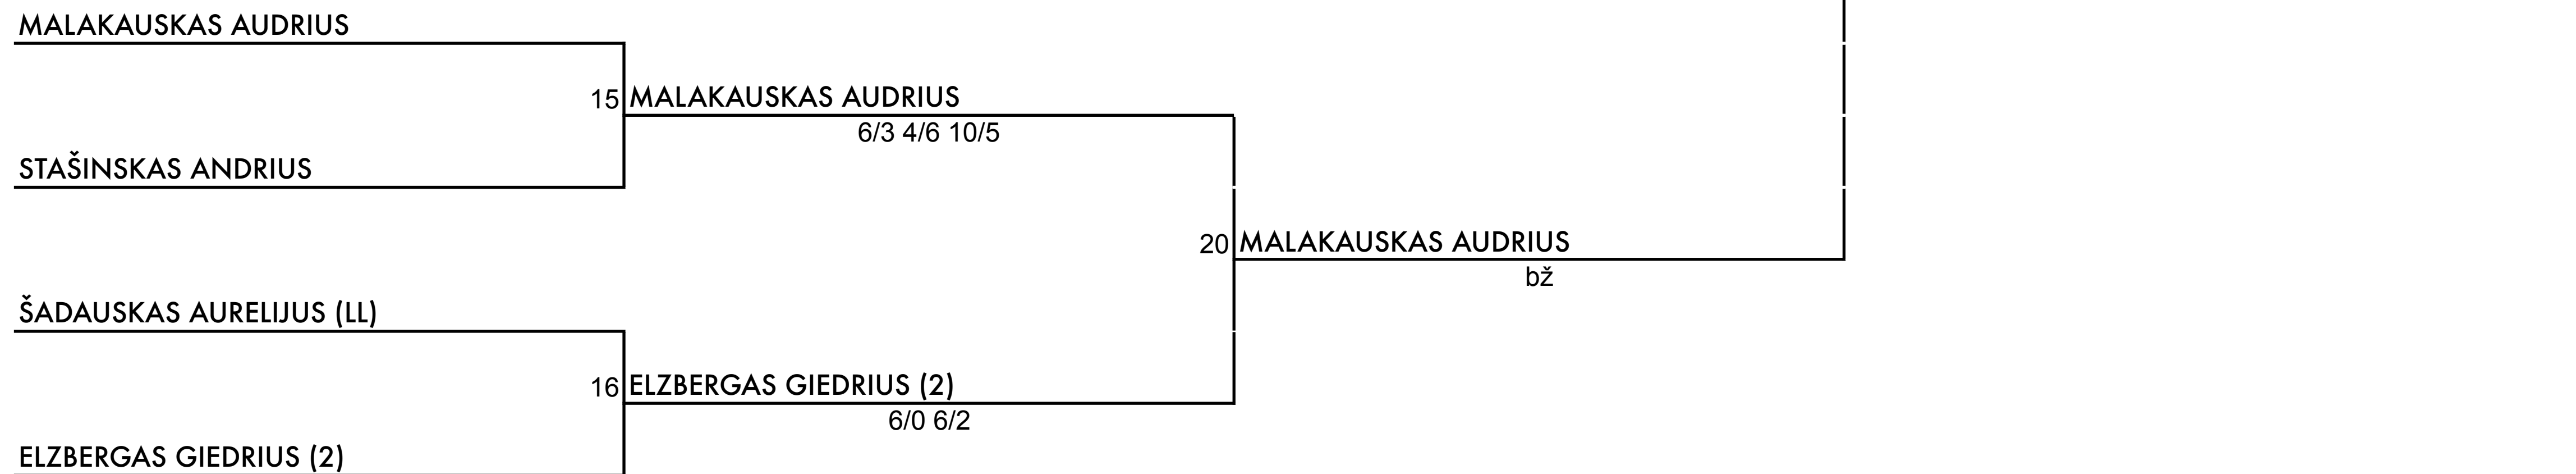 MALAKAUSKAS AUDRIUS
15 MALAKAUSKAS AUDRIUS
6/3 4/6 10/5
STAŠINSKAS ANDRIUS
20 MALAKAUSKAS AUDRIUS
bž
ŠADAUSKAS AURELIJUS (LL)
16 ELZBERGAS GIEDRIUS (2)
6/0 6/2
ELZBERGAS GIEDRIUS (2)